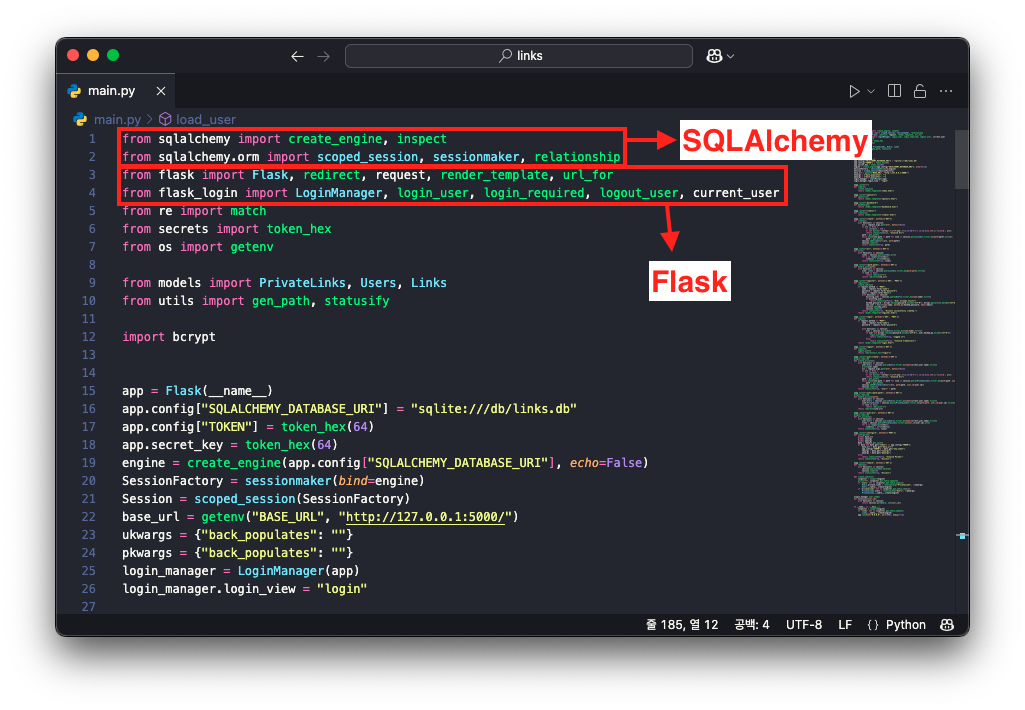 links
main.py
main.py > load_user
1 from sqlalchemy import create_engine, inspect
SQLAlchemy
2 from sqlalchemy.orm import scoped_session, sessionmaker, relationship
3 from flask import Flask, redirect, request, render_template, url_for
4 from flask_login import LoginManager, login_user, login_required, logout_user, current_user
5 from re import match
6 from secrets import token_hex
7 from os import getenv
Flask
8
9 from models import PrivateLinks, Users, Links
10 from utils import gen_path, statusify
11
12 import bcrypt
13
14
15 app = Flask(__name__)
16 app.config["SQLALCHEMY_DATABASE_URI"] = "sqlite:///db/links.db"
17 app.config["TOKEN"] = token_hex(64)
18 app.secret_key = token_hex(64)
19 engine = create_engine(app.config["SQLALCHEMY_DATABASE_URI"], echo=False)
20 SessionFactory = sessionmaker(bind=engine)
21 Session = scoped_session(SessionFactory)
22 base_url = getenv("BASE_URL", "http://127.0.0.1:5000/")
23 ukwargs = {"back_populates": ""}
24 pkwargs = {"back_populates": ""}
25 login_manager = LoginManager(app)
26 login_manager.login_view = "login"
27
줄 185, 열 12 공백: 4 UTF-8 LF {} Python